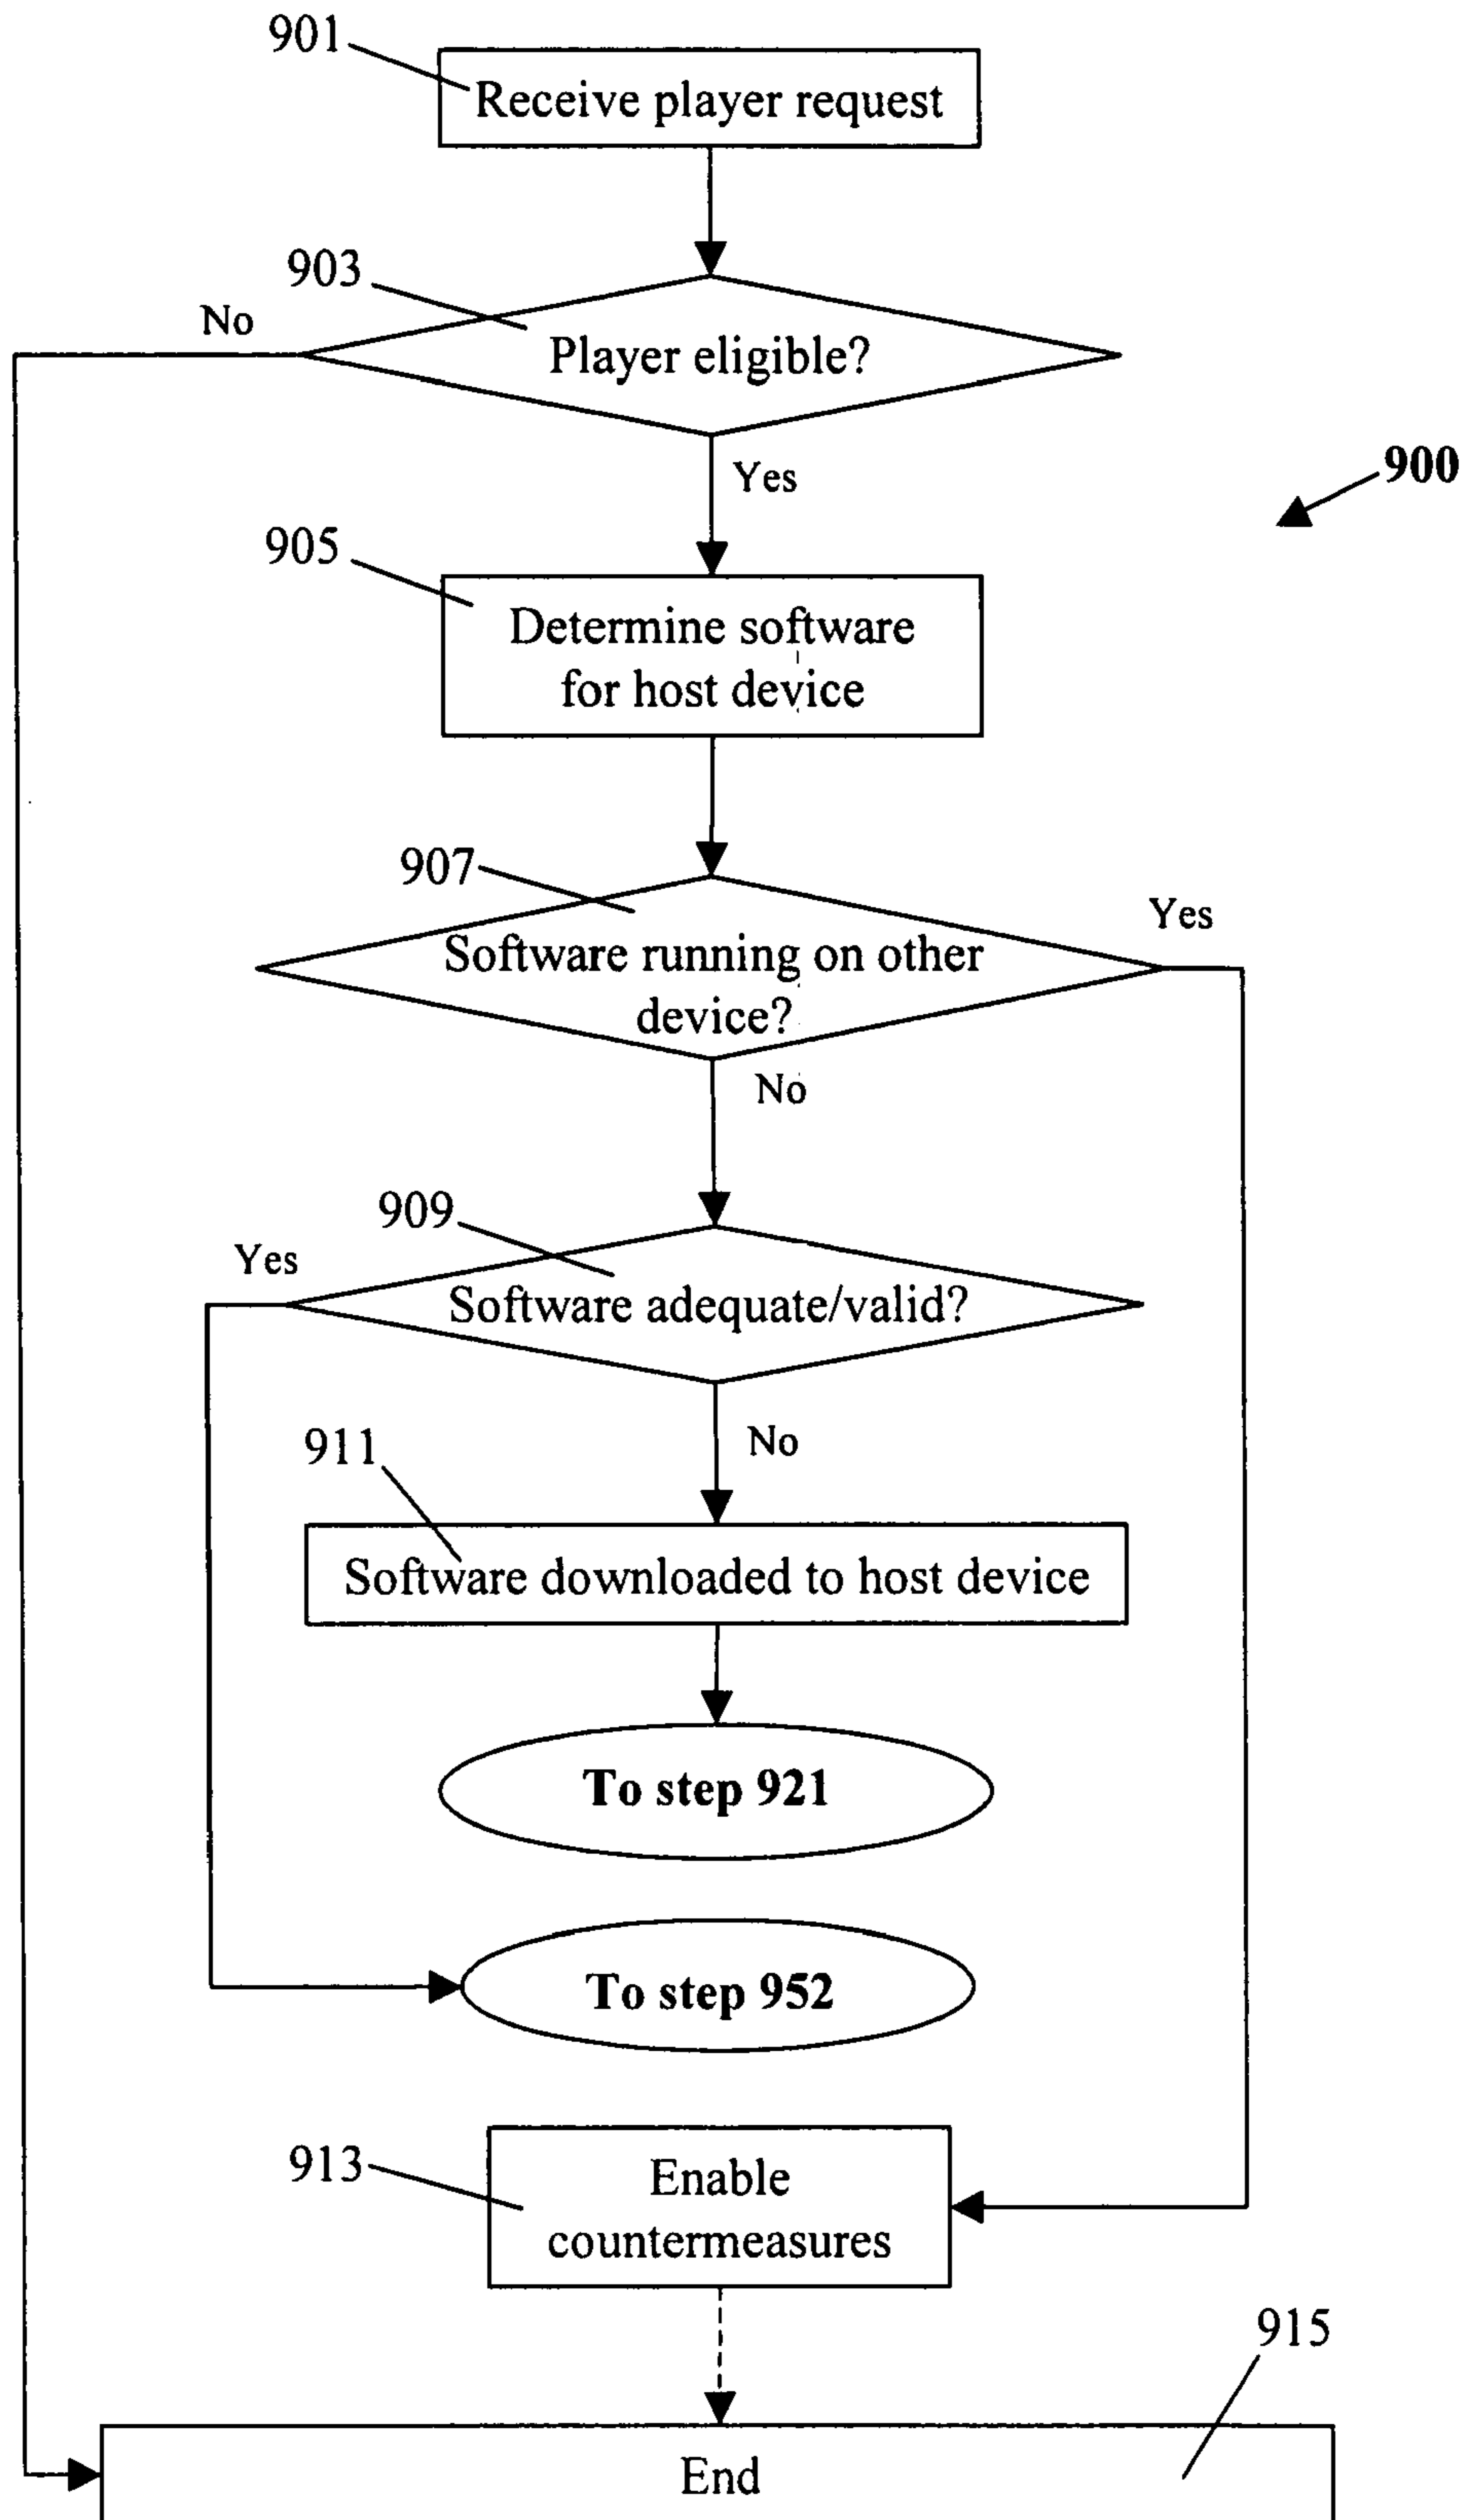 901
Receive player request
903
No
Player eligible?
Yes
900
905
Determine software
for host device
907
Yes
Software running on other
device?
No
909
Yes
Software adequate/valid?
No
911
Software downloaded to host device
To step 921
To step 952
913
Enable
countermeasures
915
End